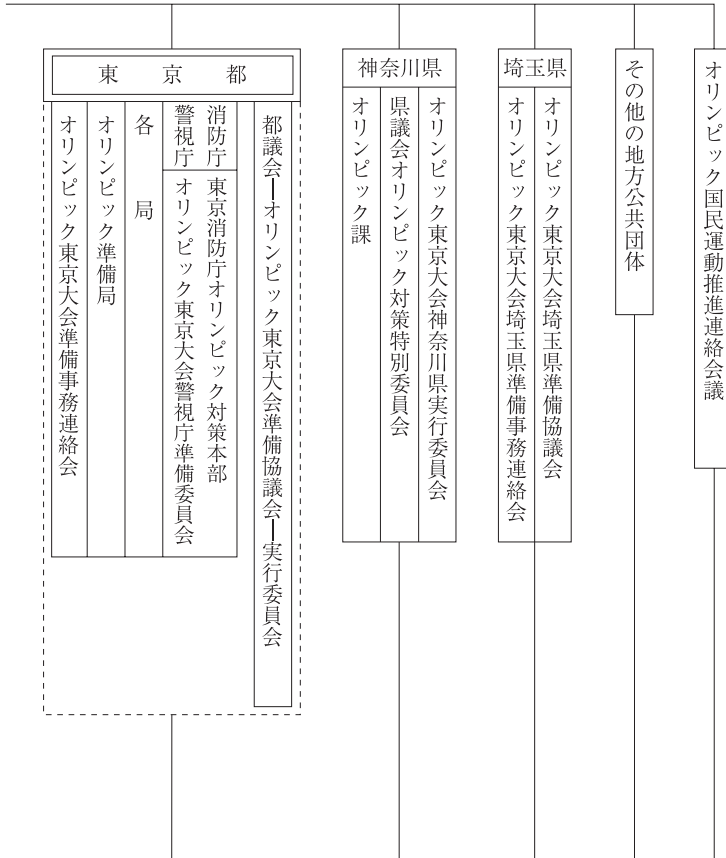 オリンピック国民運動推進連絡会議
その他の地方公共団体
埼玉県
オリンピック東京大会埼玉県準備協議会
オリンピック東京大会埼玉県準備事務連絡会
神奈川県
オリンピック東京大会神奈川県実行委員会
県議会オリンピック対策特別委員会
オリンピック課
東京都
都議会―オリンピック東京大会準備協議会―実行委員会
消防庁
東京消防庁オリンピック対策本部
警視庁
オリンピック東京大会警視庁準備委員会
各局
オリンピック準備局
オリンピック東京大会準備事務連絡会